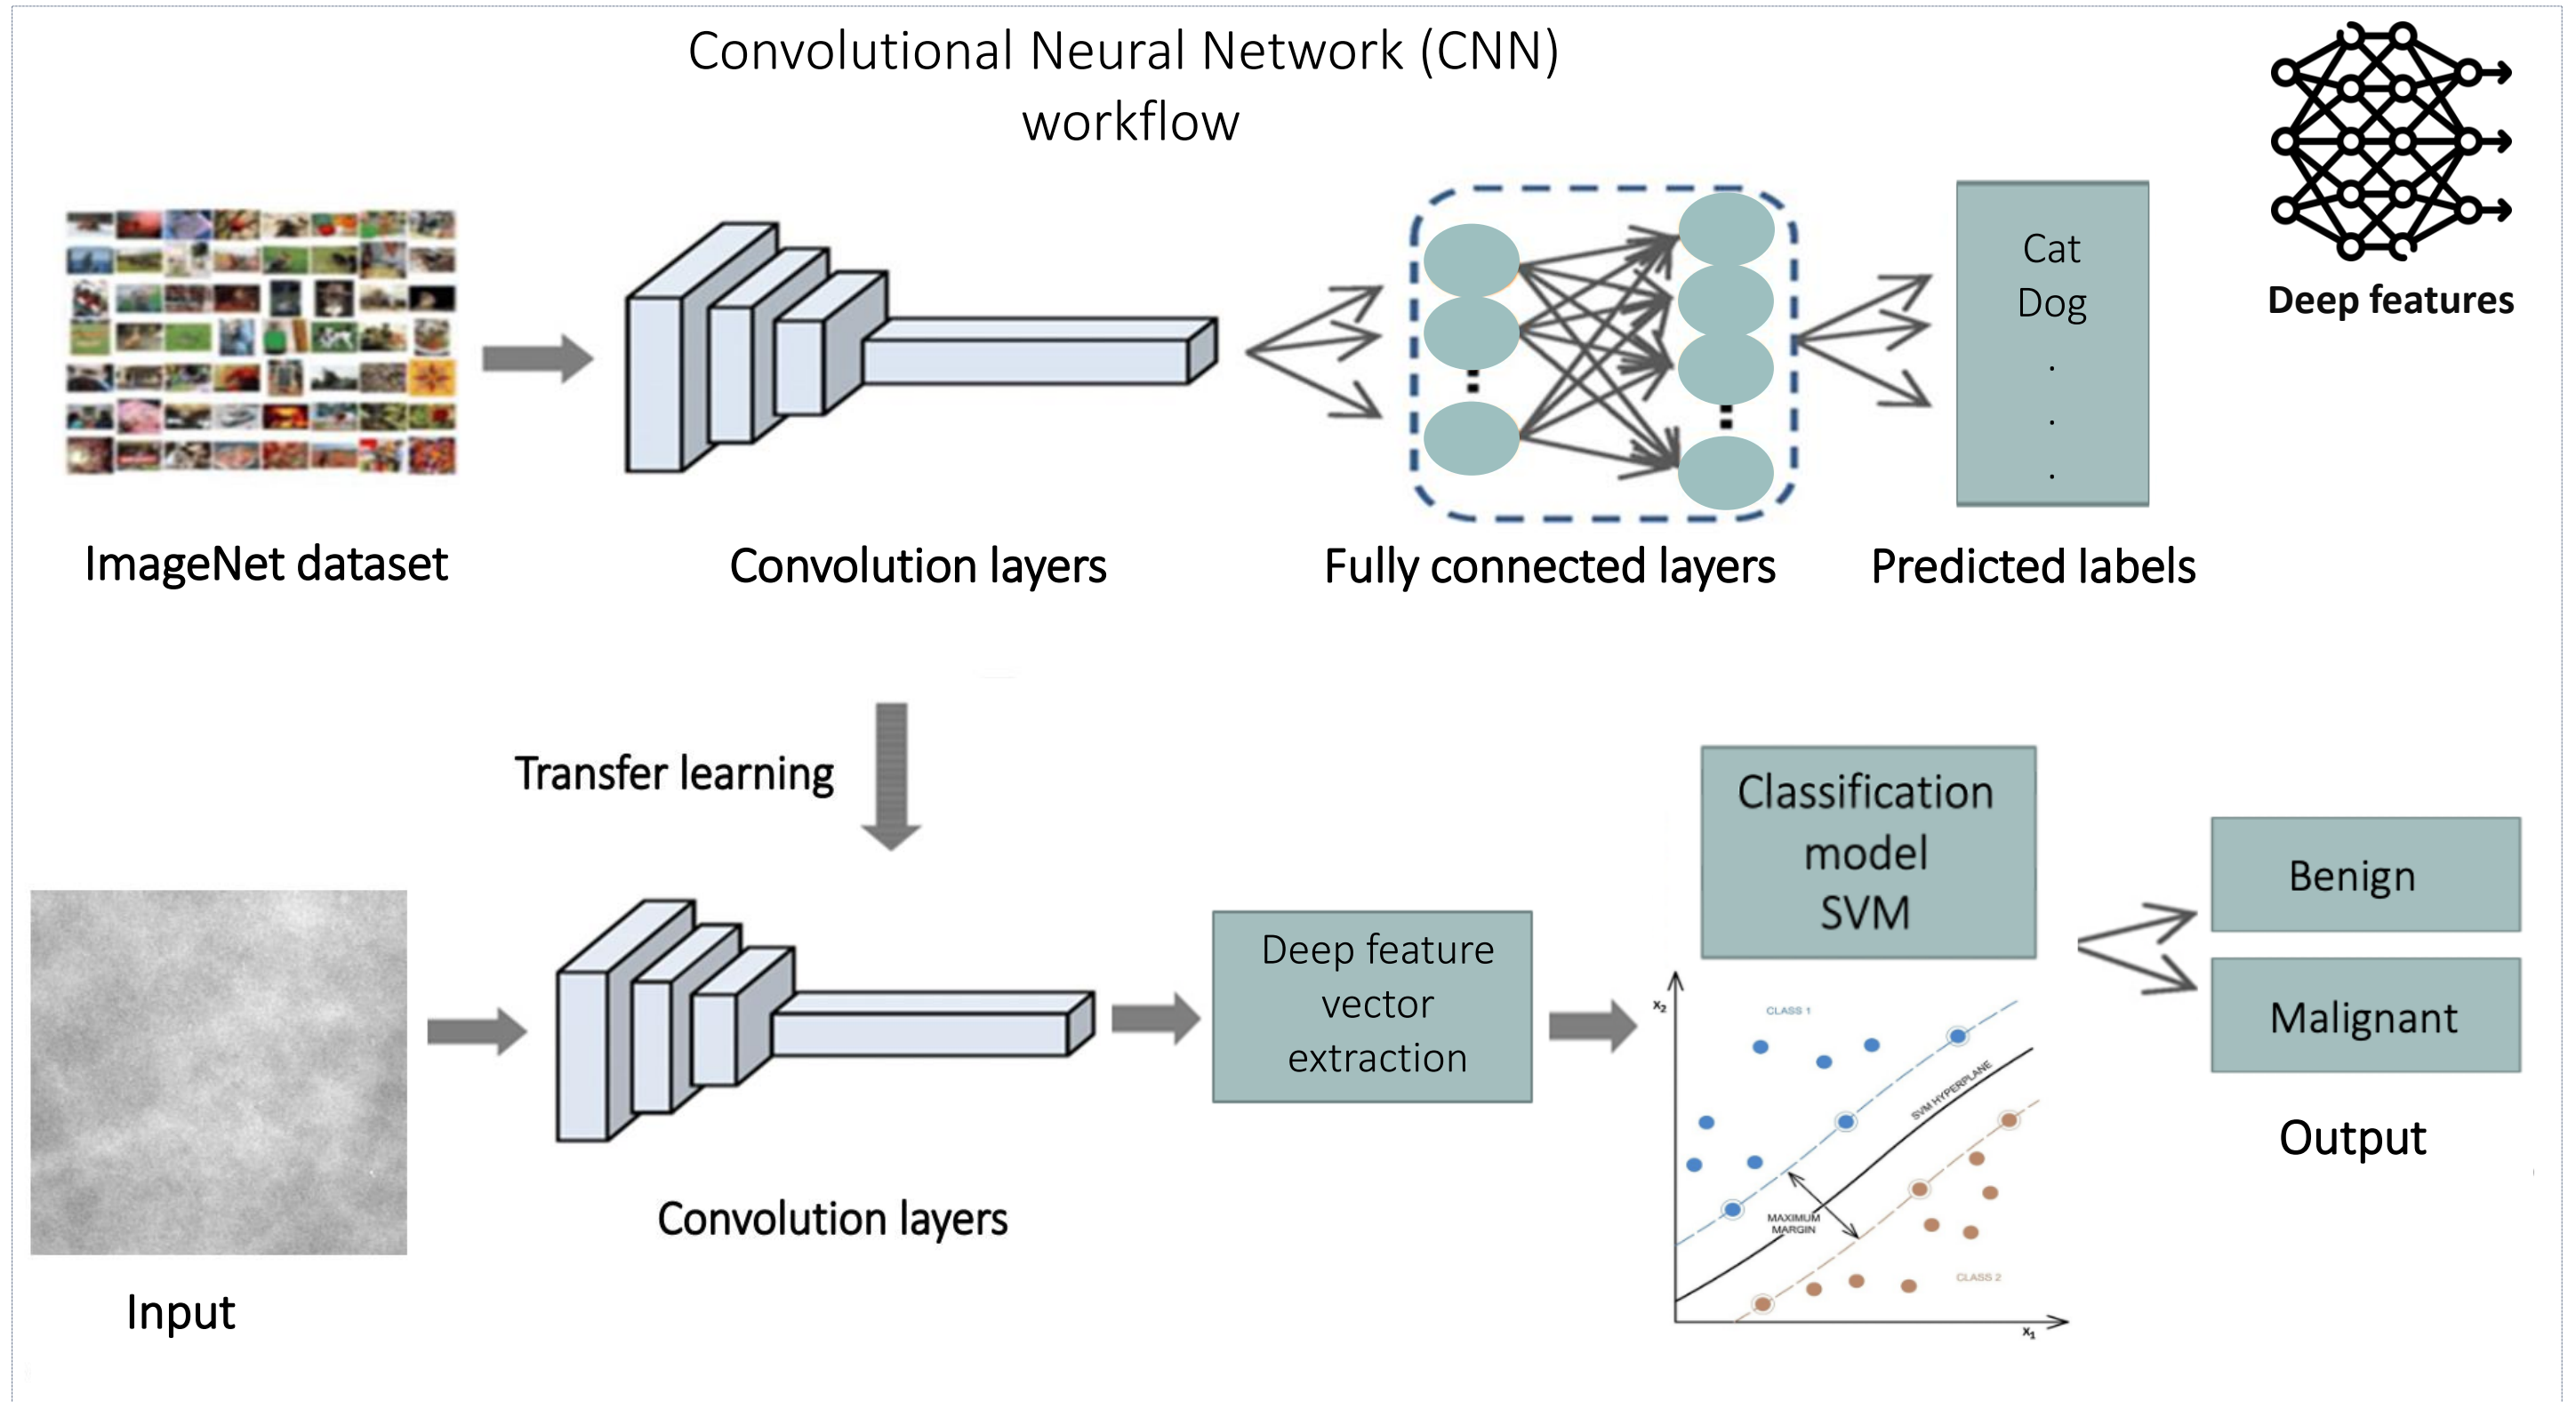 Convolutional Neural Network (CNN)
workflow
Deep features
Cat
Dog
.
.
.
ImageNet dataset
Convolution layers
Fully connected layers
Predicted labels
Transfer learning
Input
Convolution layers
Deep feature
vector
extraction
Classification
model
SVM
x₂
CLASS 1
SVM HYPERPLANE
MAXIMUM
MARGIN
CLASS 2
x₁
Benign
Malignant
Output